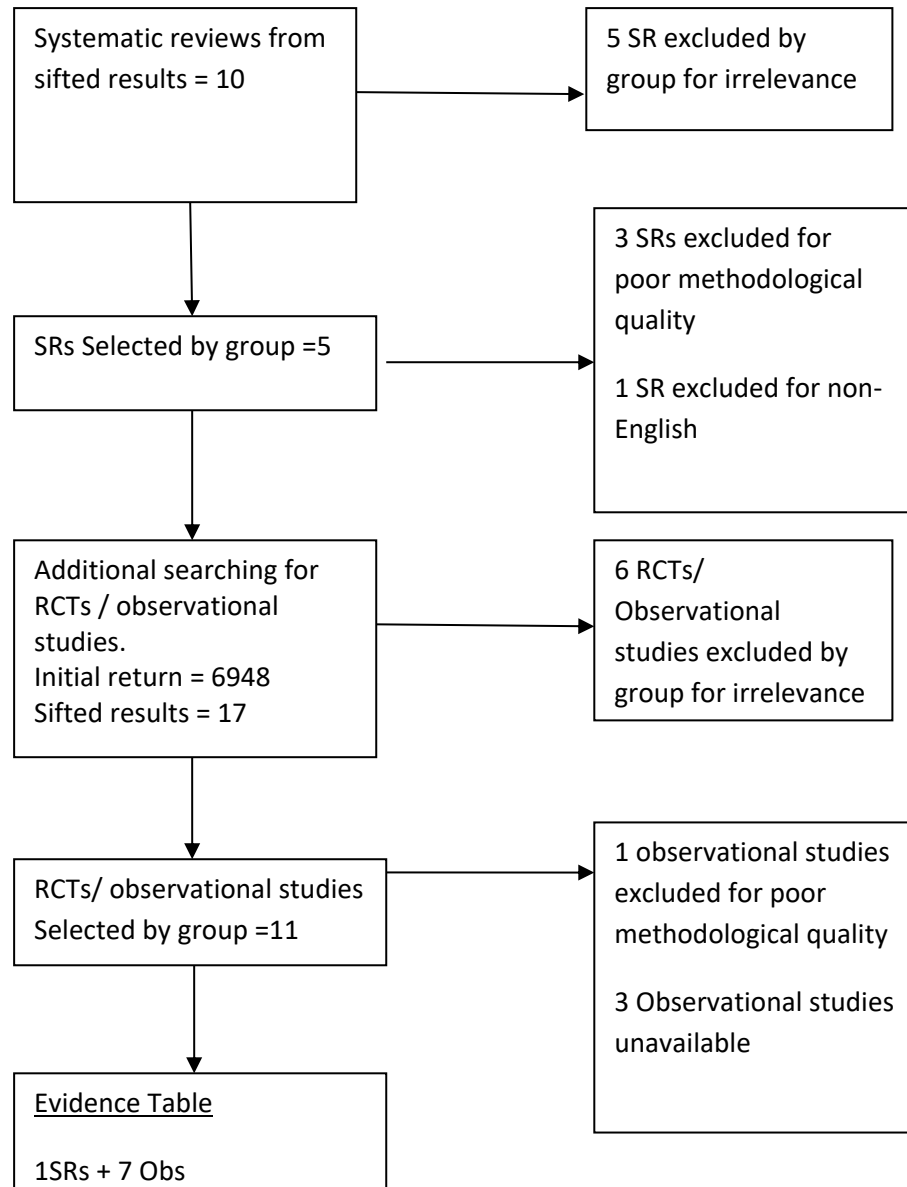 Systematic reviews from
sifted results = 10
5 SR excluded by
group for irrelevance
SRs Selected by group =5
3 SRs excluded for
poor methodological
quality
1 SR excluded for non-
English
Additional searching for
RCTs / observational
studies.
Initial return = 6948
Sifted results = 17
6 RCTs/
Observational
studies excluded by
group for irrelevance
RCTs/ observational studies
Selected by group =11
1 observational studies
excluded for poor
methodological quality
3 Observational studies
unavailable
Evidence Table
1SRs + 7 Obs